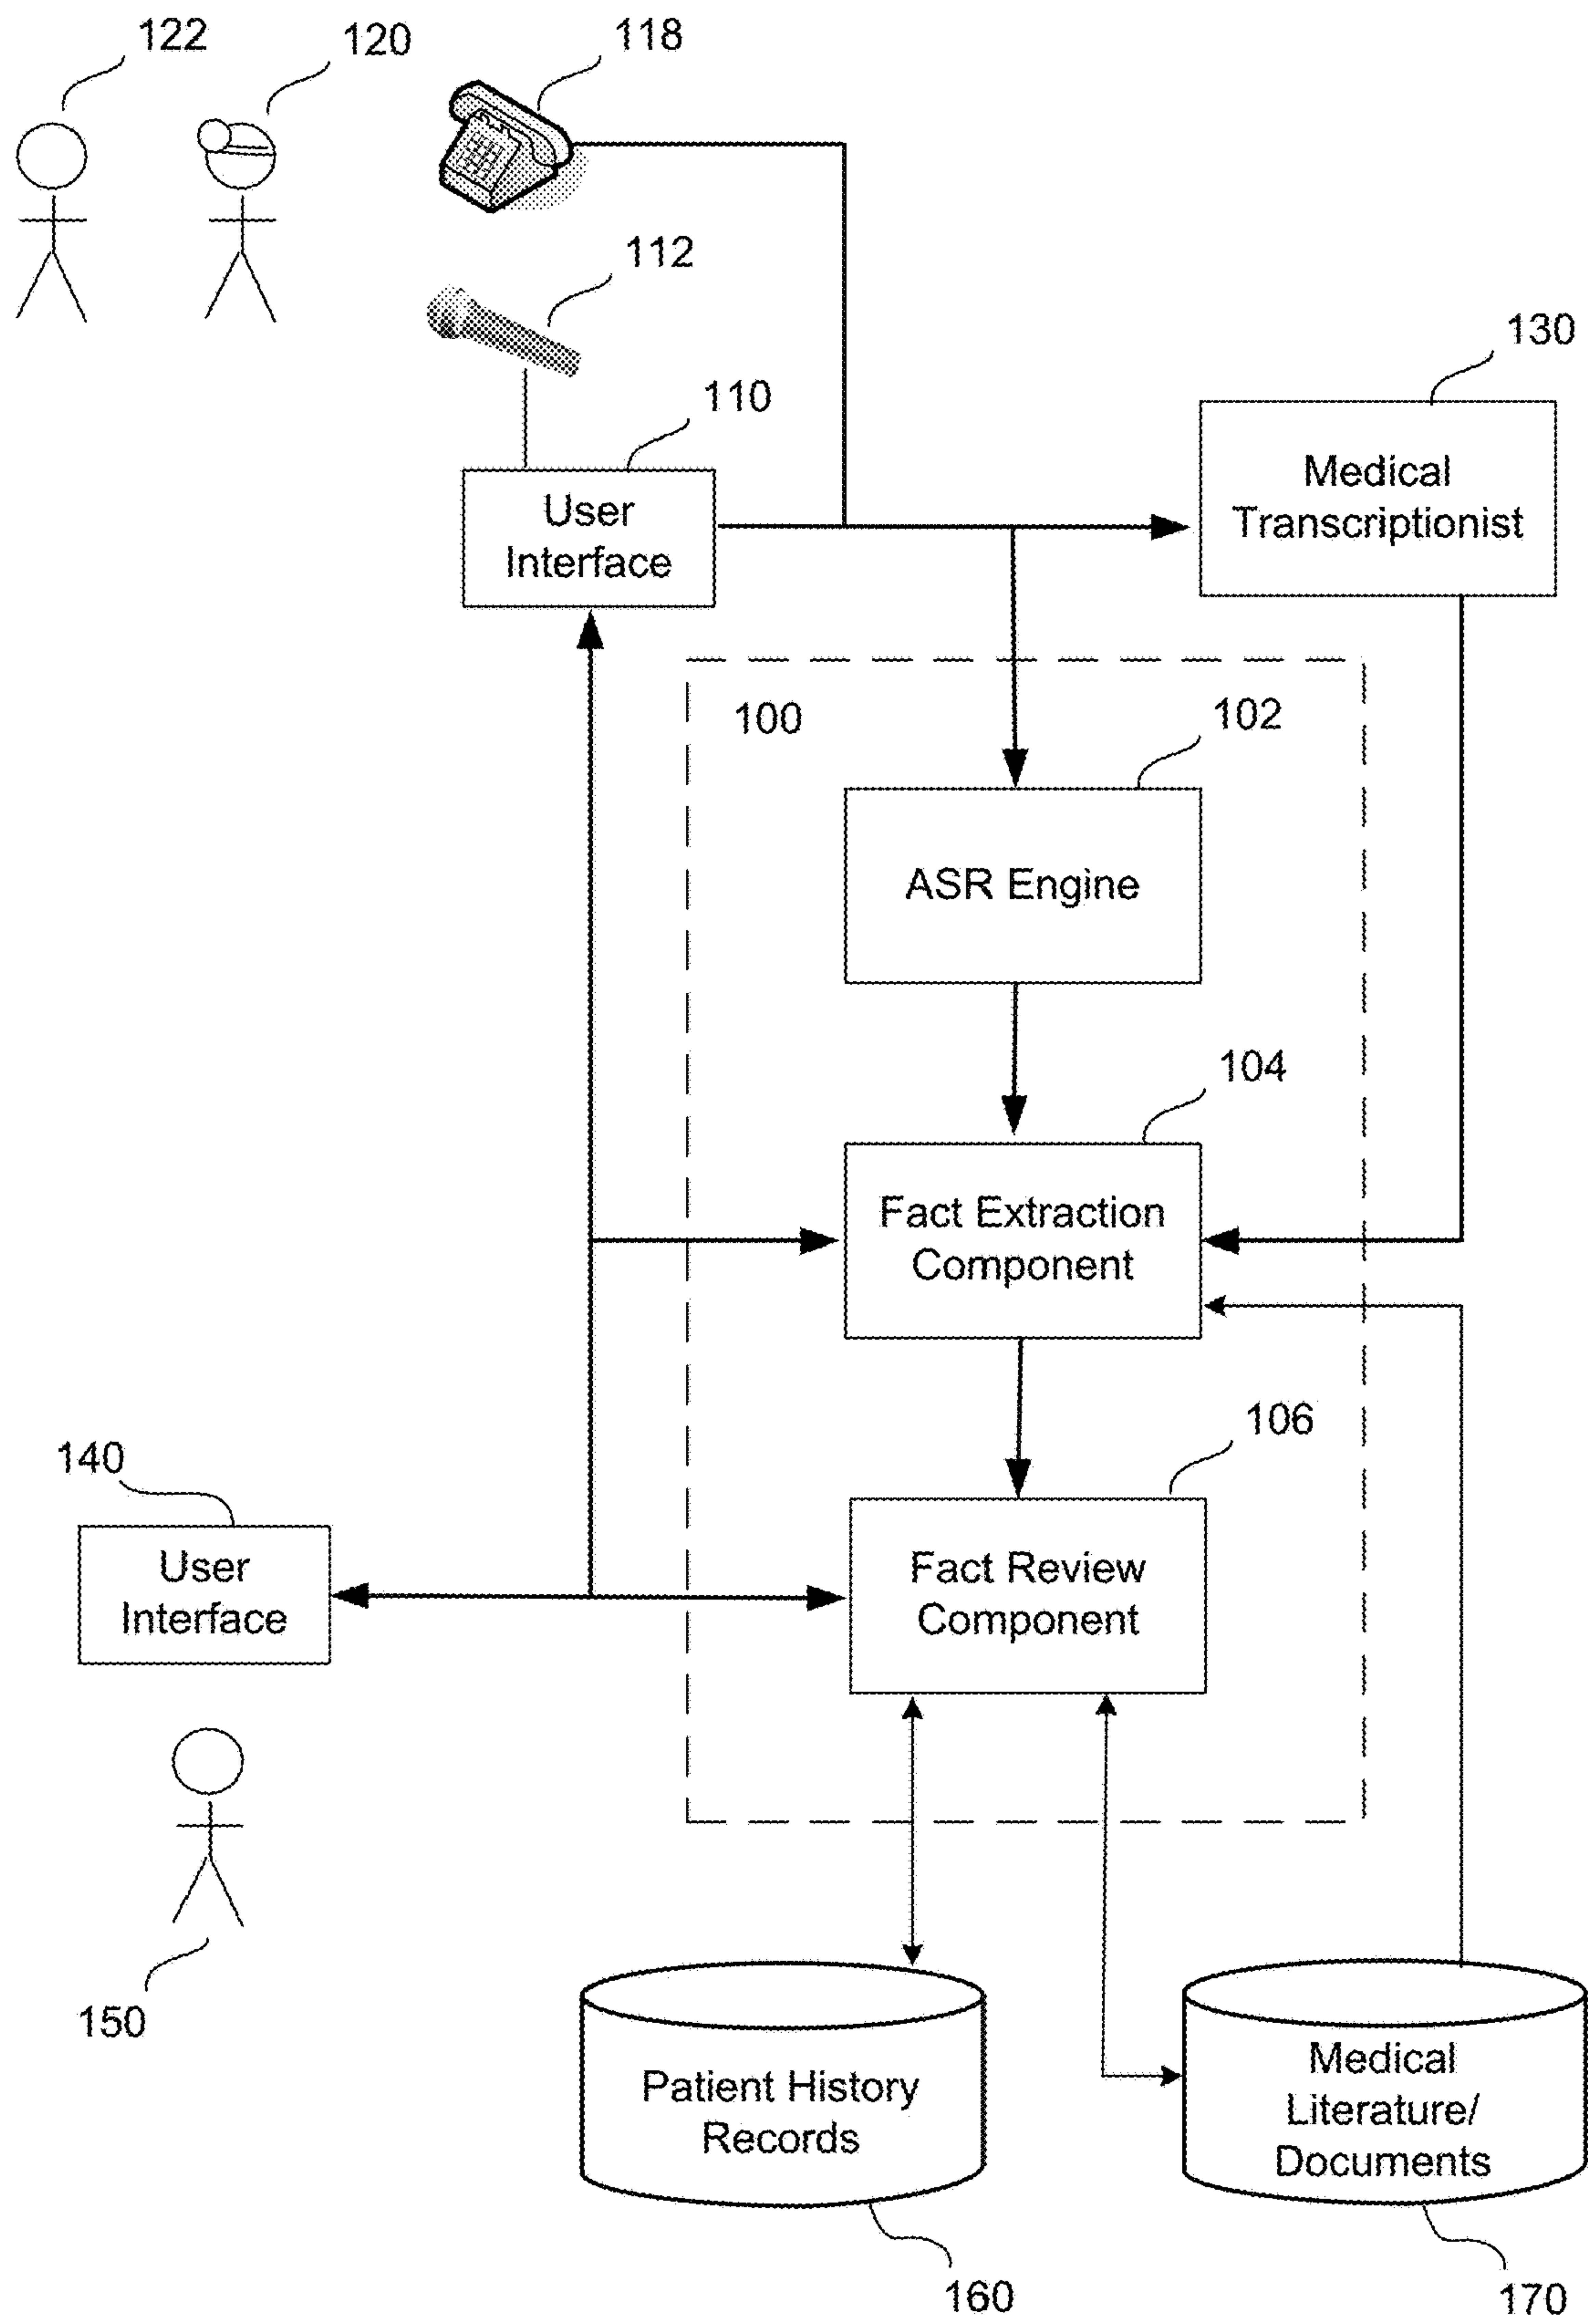 122
120
118
112
130
110
User
Interface
Medical
Transcriptionist
100
102
ASR Engine
104
Fact Extraction
Component
106
140
User
Interface
Fact Review
Component
150
Patient History
Records
Medical
Literature/
Documents
160
170